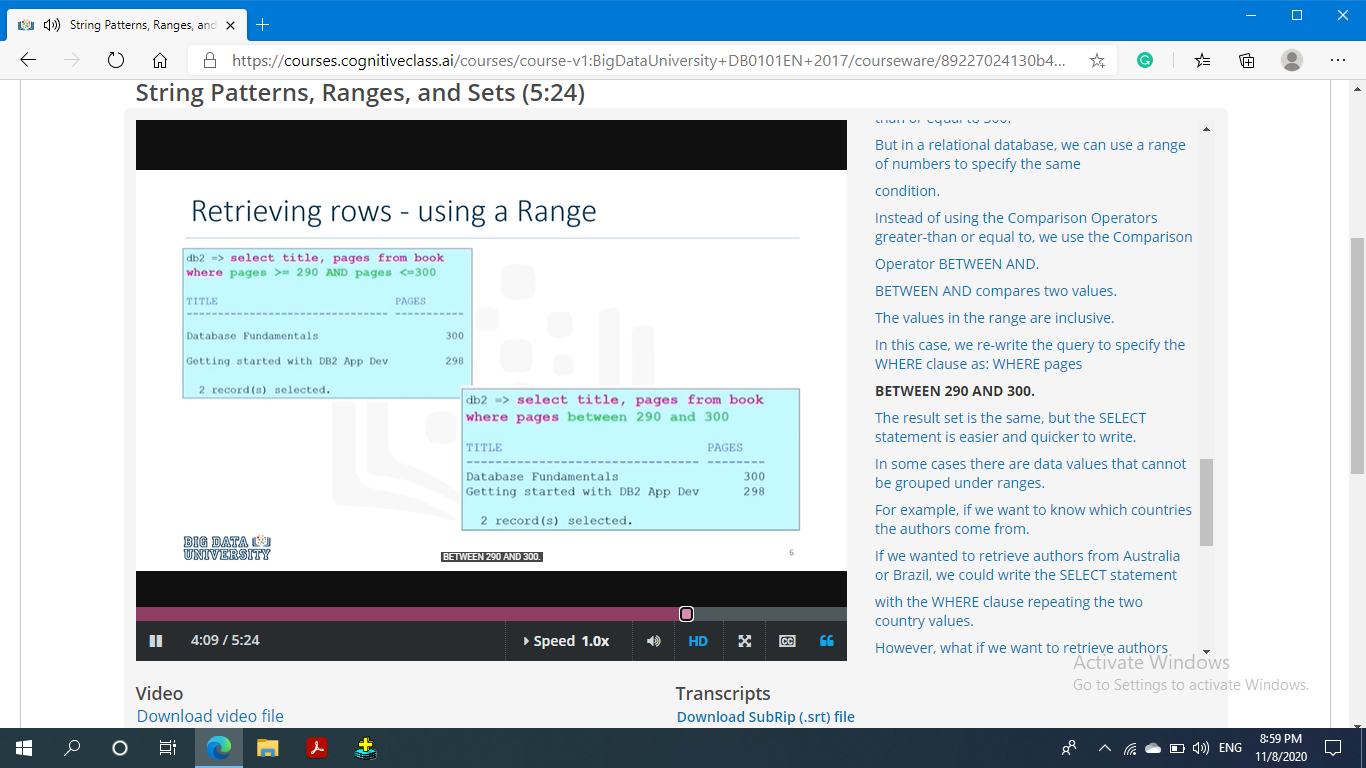 String Patterns, Ranges, and
https://courses.cognitiveclass.ai/courses/course-v1:BigDataUniversity+DB0101EN+2017/courseware/89227024130b4...
String Patterns, Ranges, and Sets (5:24)
Retrieving rows - using a Range
db2 => select title, pages from book
where pages >= 290 AND pages <=300
TITLE PAGES
-------------------------------- -----------
Database Fundamentals 300
Getting started with DB2 App Dev 298
2 record(s) selected.
db2 => select title, pages from book
where pages between 290 and 300
TITLE PAGES
-------------------------------- --------
Database Fundamentals 300
Getting started with DB2 App Dev 298
2 record(s) selected.
BIG DATA
UNIVERSITY
BETWEEN 290 AND 300.
6
4:09 / 5:24
Speed 1.0x
HD
CC
than or equal to 300.
But in a relational database, we can use a range
of numbers to specify the same
condition.
Instead of using the Comparison Operators
greater-than or equal to, we use the Comparison
Operator BETWEEN AND.
BETWEEN AND compares two values.
The values in the range are inclusive.
In this case, we re-write the query to specify the
WHERE clause as: WHERE pages
BETWEEN 290 AND 300.
The result set is the same, but the SELECT
statement is easier and quicker to write.
In some cases there are data values that cannot
be grouped under ranges.
For example, if we want to know which countries
the authors come from.
If we wanted to retrieve authors from Australia
or Brazil, we could write the SELECT statement
with the WHERE clause repeating the two
country values.
However, what if we want to retrieve authors
Activate Windows
Go to Settings to activate Windows.
Video
Download video file
Transcripts
Download SubRip (.srt) file
ENG
8:59 PM
11/8/2020